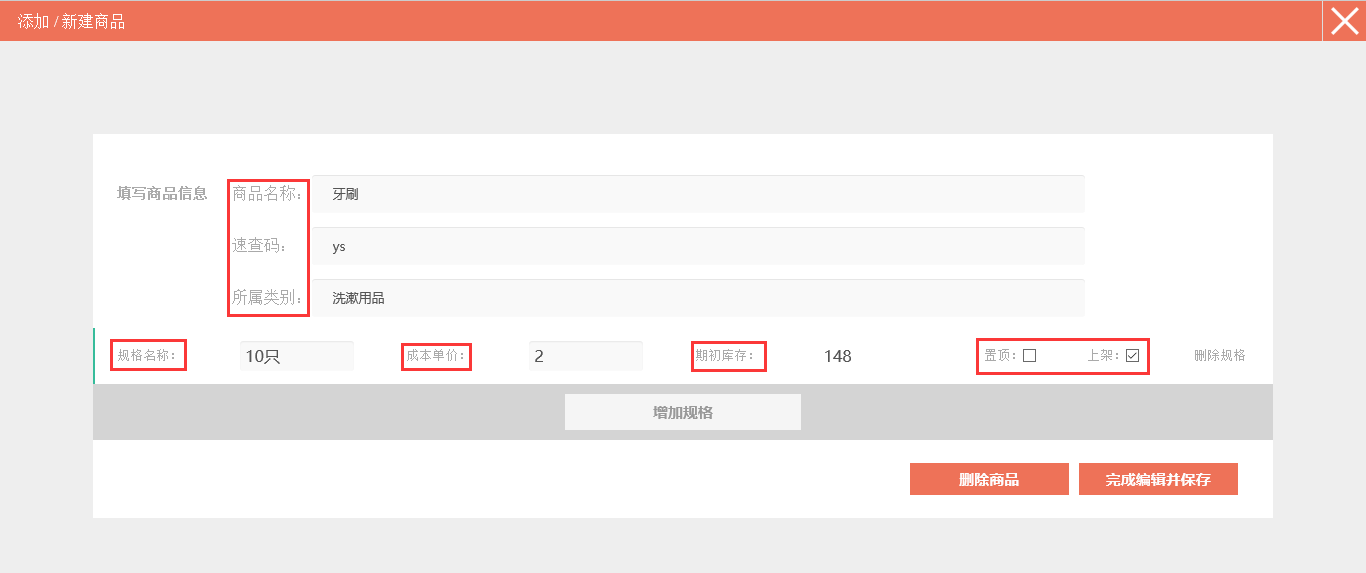 添加 / 新建商品
填写商品信息 商品名称： 牙刷
速查码： ys
所属类别： 洗漱用品
规格名称： 10只 成本单价： 2 期初库存： 148 置顶： 上架： 删除规格
增加规格
删除商品 完成编辑并保存